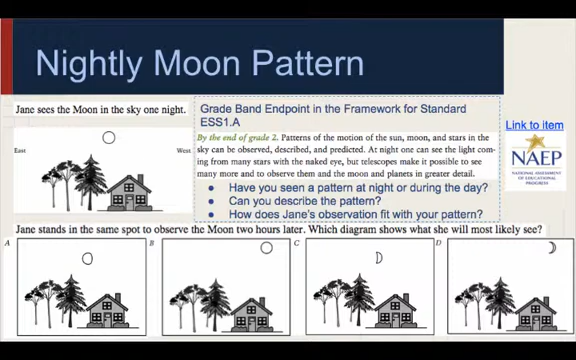 Nightly Moon Pattern
Jane sees the Moon in the sky one night.
East
West
Grade Band Endpoint in the Framework for Standard
ESS1.A
By the end of grade 2. Patterns of the motion of the sun, moon, and stars in the
sky can be observed, described, and predicted. At night one can see the light com-
ing from many stars with the naked eye, but telescopes make it possible to see
many more and to observe them and the moon and planets in greater detail.
● Have you seen a pattern at night or during the day?
● Can you describe the pattern?
● How does Jane's observation fit with your pattern?
Link to item
NAEP
NATIONAL ASSESSMENT
OF EDUCATIONAL
PROGRESS
Jane stands in the same spot to observe the Moon two hours later. Which diagram shows what she will most likely see?
A
B
C
D